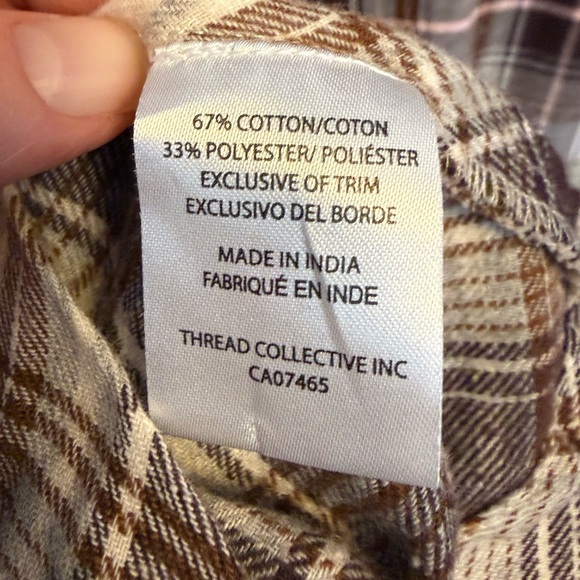 67% COTTON/COTON
33% POLYESTER/ POLIÉSTER
EXCLUSIVE OF TRIM
EXCLUSIVO DEL BORDE
MADE IN INDIA
FABRIQUÉ EN INDE
THREAD COLLECTIVE INC
CA07465